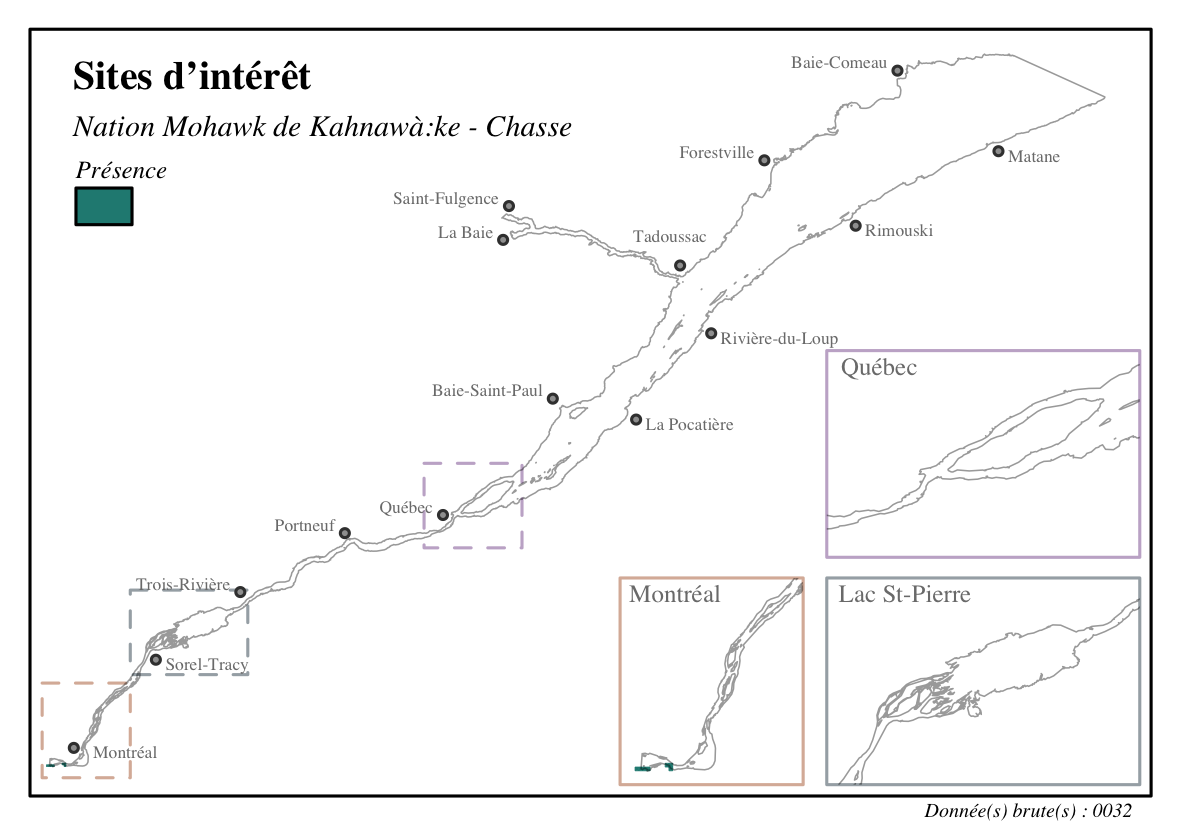 Sites d’intérêt
Nation Mohawk de Kahnawà:ke - Chasse
Présence
Baie-Comeau
Forestville
Matane
Saint-Fulgence
La Baie
Tadoussac
Rimouski
Rivière-du-Loup
Baie-Saint-Paul
La Pocatière
Québec
Québec
Portneuf
Trois-Rivière
Sorel-Tracy
Montréal
Montréal
Lac St-Pierre
Donnée(s) brute(s) : 0032